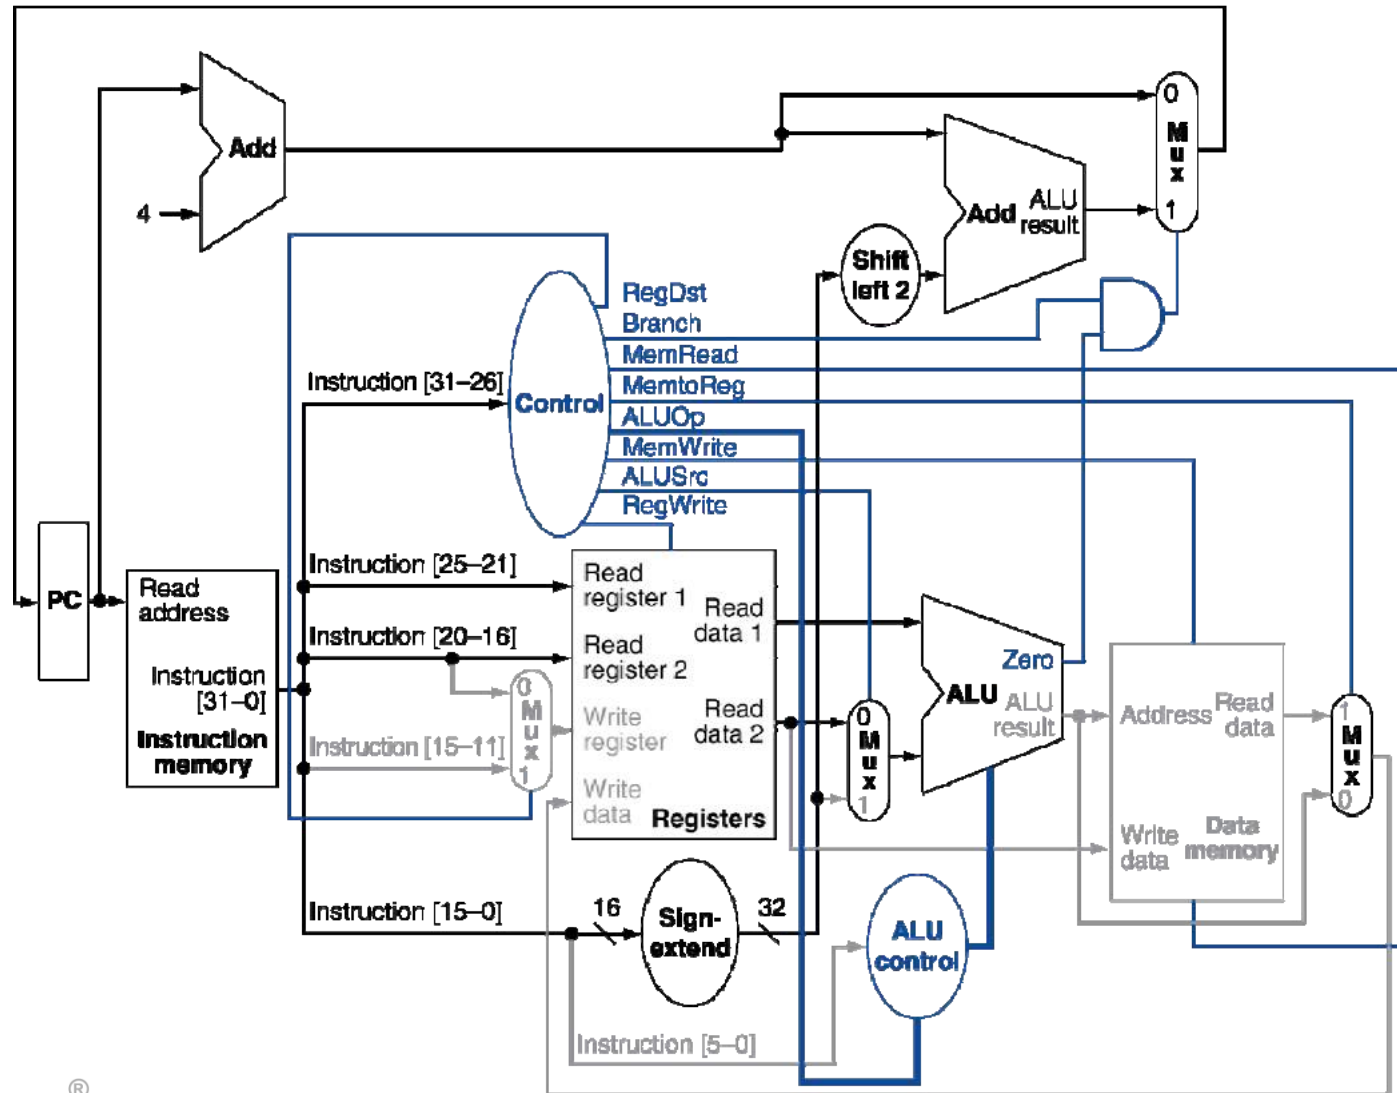 0
M
u
x
1
Add
4
Add
ALU
result
Shift
left 2
RegDst
Branch
MemRead
MemtoReg
ALUOp
MemWrite
ALUSrc
RegWrite
Instruction [31–26]
Control
PC
Read
address
Instruction
[31–0]
Instruction
memory
Instruction [25–21]
Instruction [20–16]
Instruction [15–11]
0
M
u
x
1
Read
register 1
Read
register 2
Write
register
Write
data
Read
data 1
Read
data 2
Registers
0
M
u
x
1
Zero
ALU
ALU
result
Address
Read
data
Write
data
Data
memory
1
M
u
x
0
Instruction [15–0]
16
Sign-
extend
32
ALU
control
Instruction [5–0]
®